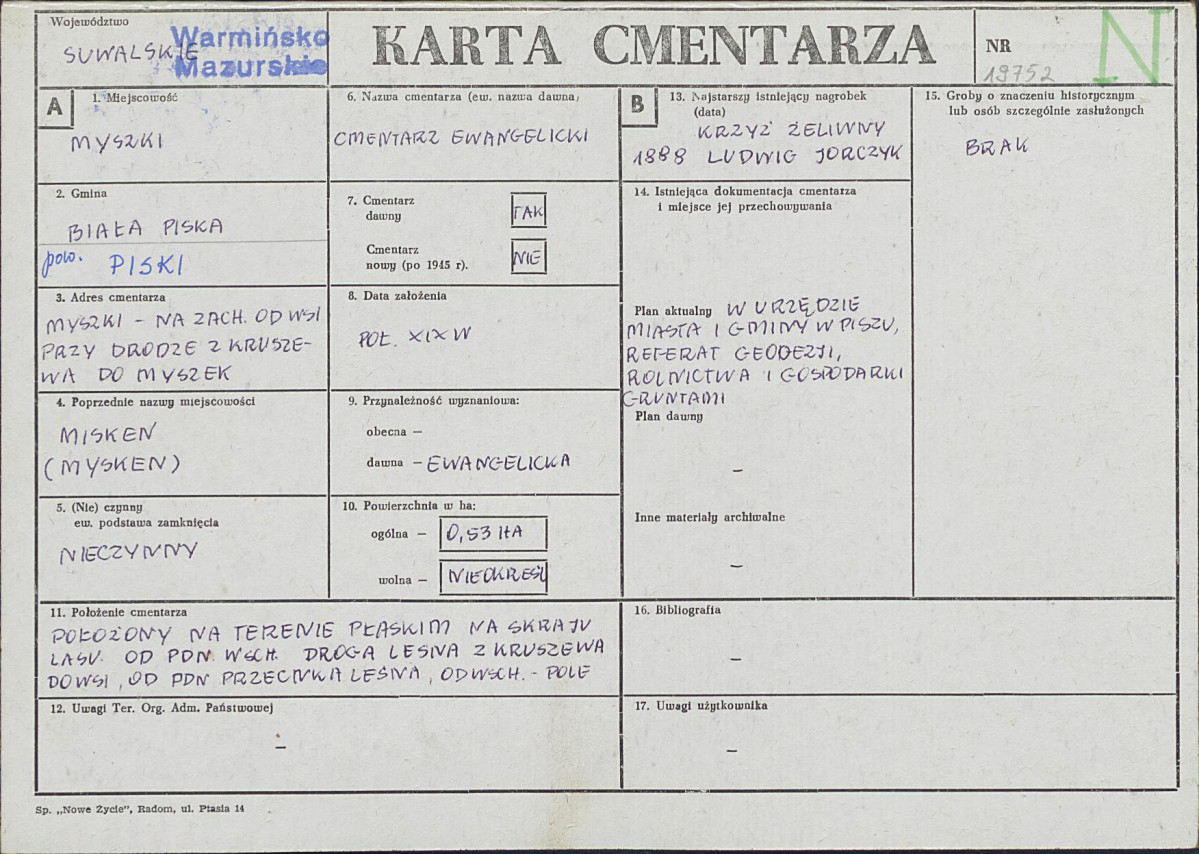 Województwo
SUWALSKIE
Warmińsko
Mazurskie
KARTA CMENTARZA
NR
19752
N
A
1. Miejscowość
MYSZKI
2. Gmina
BIAŁA PISKA
pow. PISKI
3. Adres cmentarza
MYSZKI – NA ZACH. OD WSI
PRZY DRODZE Z KRUSZE-
WA DO MYSZEK
4. Poprzednie nazwy miejscowości
MISKEN
(MYSKEN)
5. (Nie) czynny
ew. podstawa zamknięcia
NIECZYNNY
6. Nazwa cmentarza (ew. nazwa dawna)
CMENTARZ EWANGELICKI
7. Cmentarz
dawny
TAK
Cmentarz
nowy (po 1945 r).
NIE
8. Data założenia
POŁ. XIX W
9. Przynależność wyznaniowa:
obecna –
dawna – EWANGELICKA
10. Powierzchnia w ha:
ogólna – 0,53 HA
wolna – NIEOKREŚL
11. Położenie cmentarza
POŁOŻONY NA TERENIE PŁASKIM NA SKRAJU
LASU. OD PDN. WSCH. DROGA LEŚNA Z KRUSZEWA
DO WSI, OD PDN PRZECINKA LEŚNA, OD WSCH. – POLE
12. Uwagi Ter. Org. Adm. Państwowej
–
B
13. Najstarszy istniejący nagrobek
(data)
KRZYŻ ŻELIWNY
1888 LUDWIG JORCZYK
14. Istniejąca dokumentacja cmentarza
i miejsce jej przechowywania
Plan aktualny W URZĘDZIE
MIASTA I GMINY W PISZU,
REFERAT GEODEZJI,
ROLNICTWA I GOSPODARKI
GRUNTAMI
Plan dawny
–
Inne materiały archiwalne
–
15. Groby o znaczeniu historycznym
lub osób szczególnie zasłużonych
BRAK
16. Bibliografia
–
17. Uwagi użytkownika
–
Sp. „Nowe Życie", Radom, ul. Ptasia 14